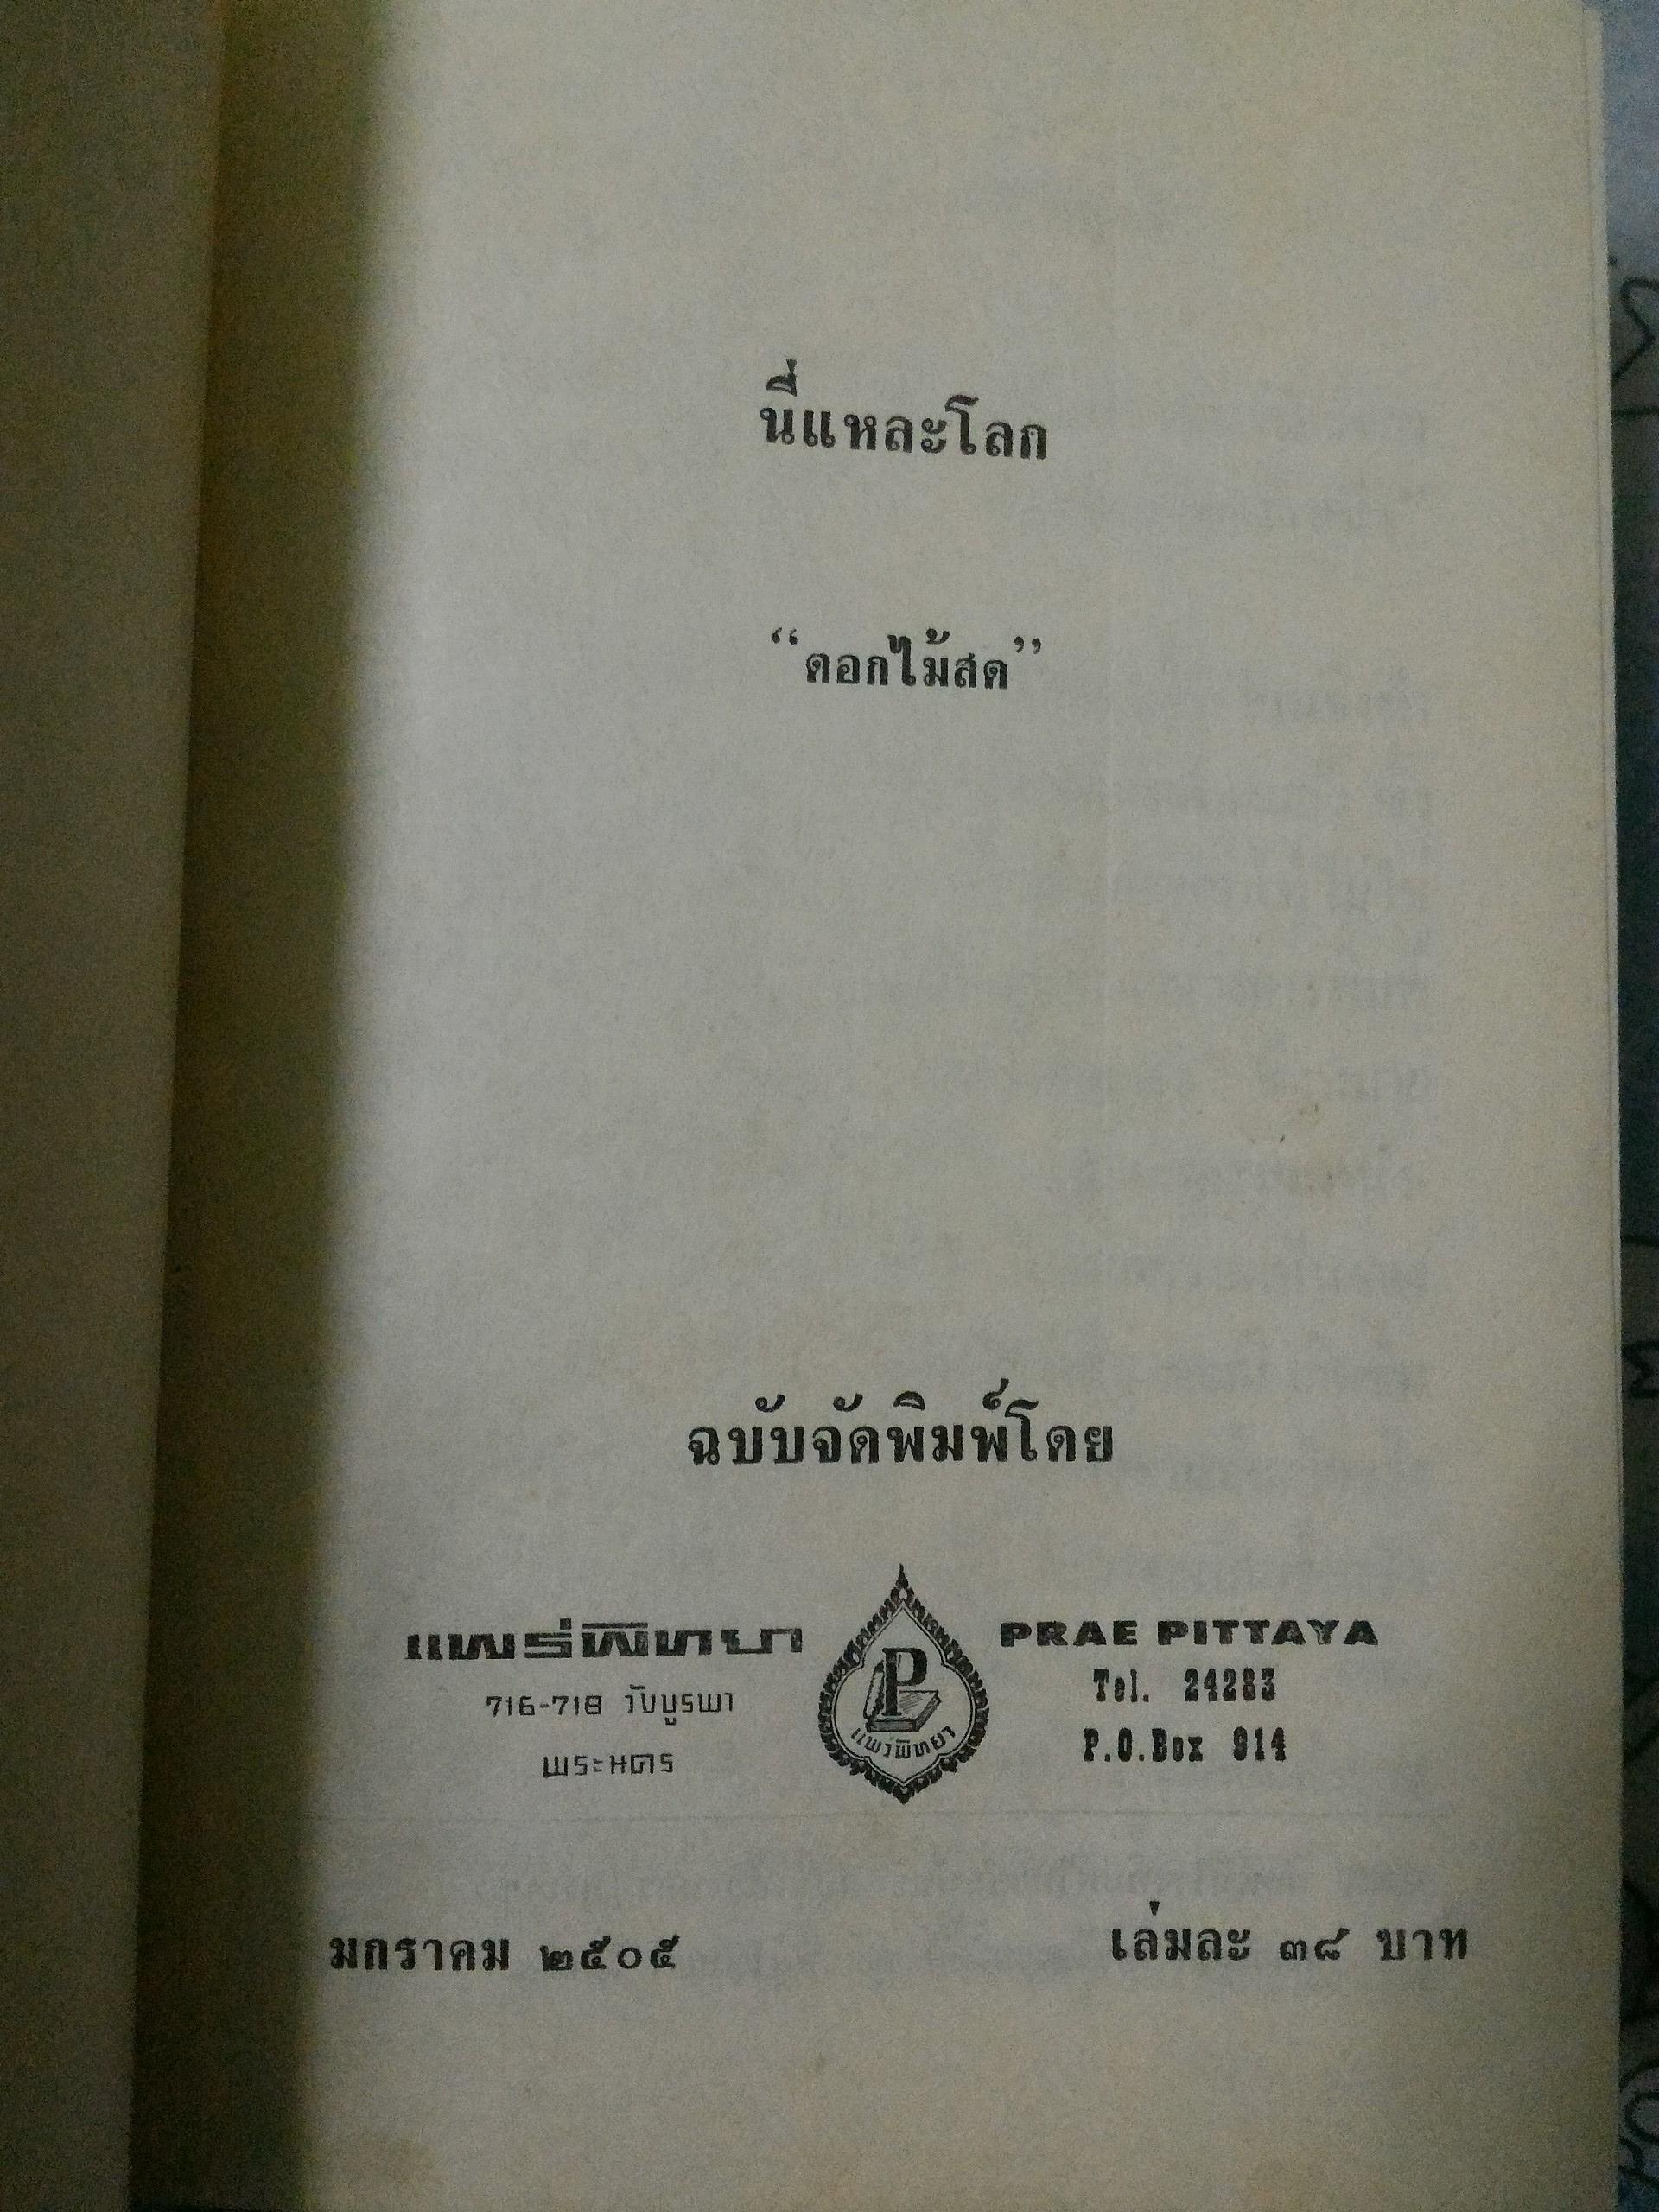 นี่แหละโลก
“ดอกไม้สด”
ฉบับจัดพิมพ์โดย
แพร่พิทยา
716-718 วังบูรพา
พระนคร
P
แพร่พิทยา
PRAE PITTAYA
Tel. 24283
P.O.Box 914
มกราคม ๒๕๐๕
เล่มละ ๓๘ บาท